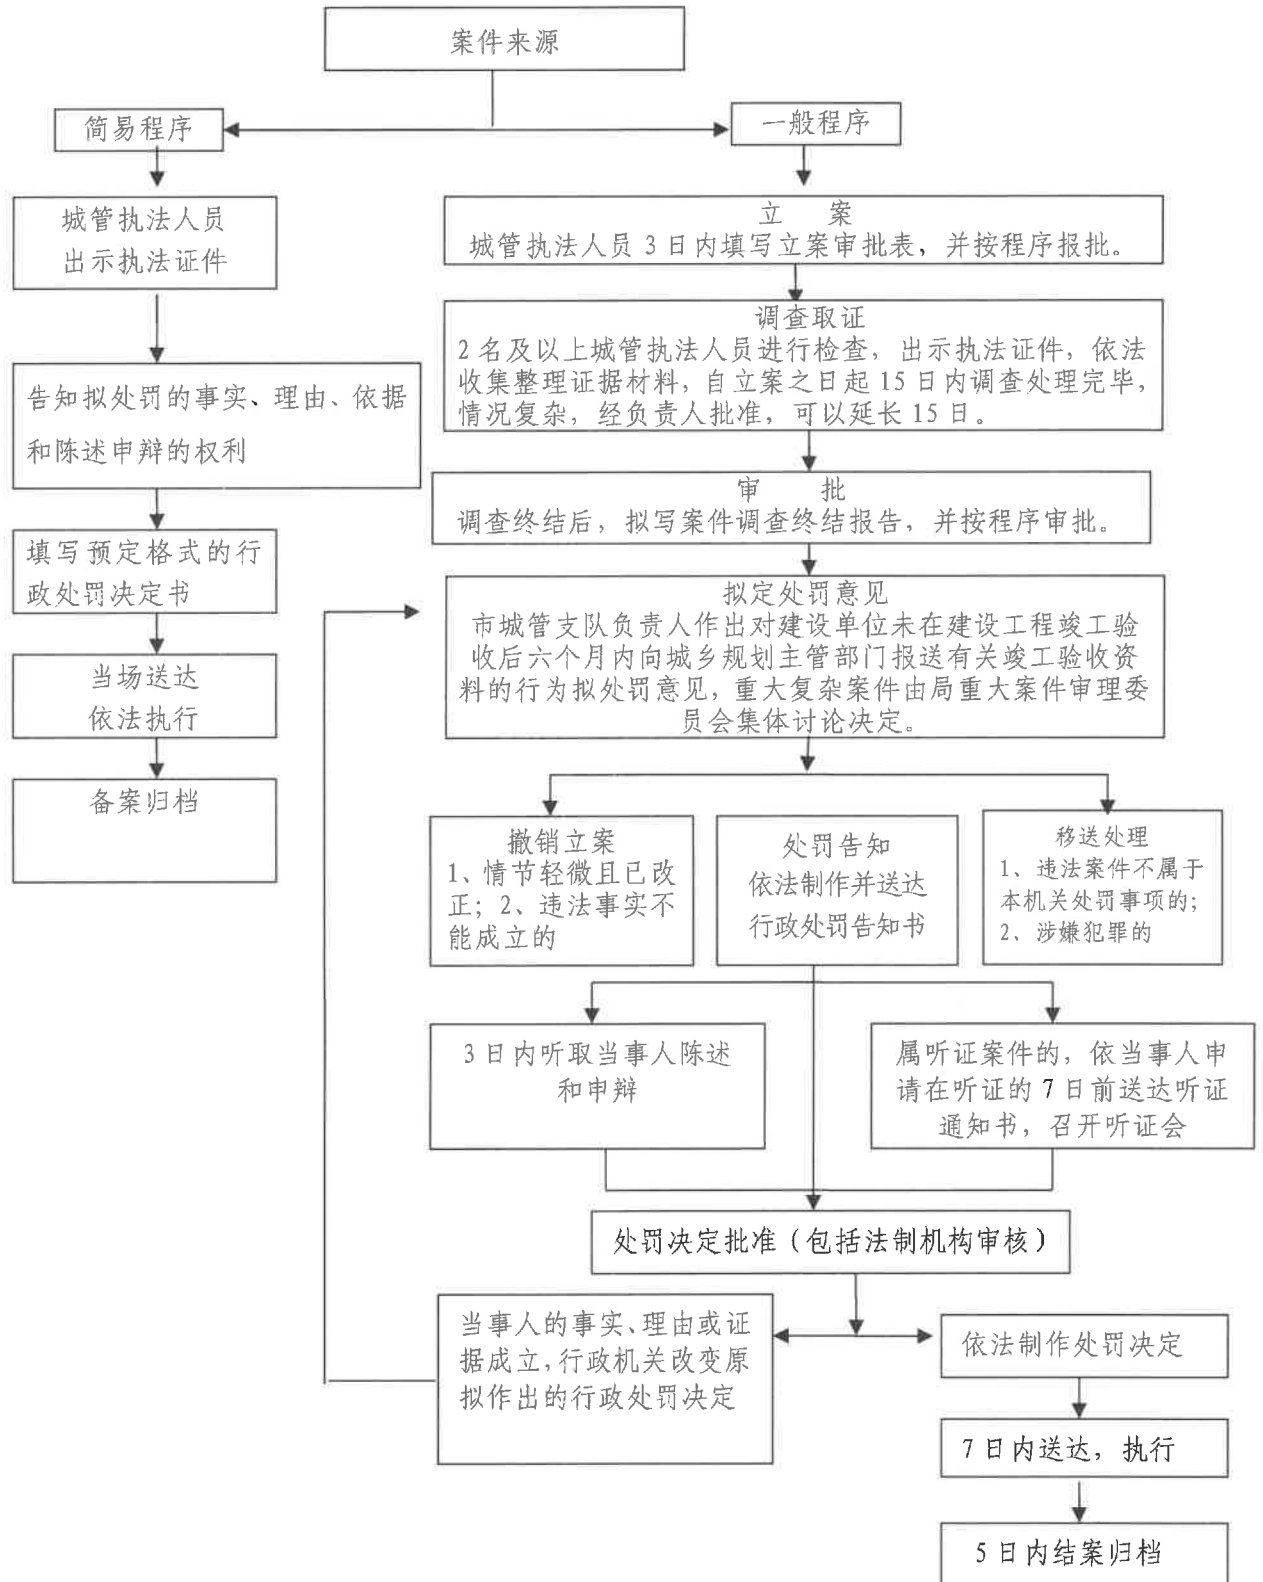 案件来源
简易程序
一般程序
城管执法人员
出示执法证件
告知拟处罚的事实、理由、依据
和陈述申辩的权利
填写预定格式的行
政处罚决定书
当场送达
依法执行
备案归档
立 案
城管执法人员 3 日内填写立案审批表，并按程序报批。
调查取证
2 名及以上城管执法人员进行检查，出示执法证件，依法
收集整理证据材料，自立案之日起 15 日内调查处理完毕，
情况复杂，经负责人批准，可以延长 15 日。
审 批
调查终结后，拟写案件调查终结报告，并按程序审批。
拟定处罚意见
市城管支队负责人作出对建设单位未在建设工程竣工验
收后六个月内向城乡规划主管部门报送有关竣工验收资
料的行为拟处罚意见，重大复杂案件由局重大案件审理委
员会集体讨论决定。
撤销立案
1、情节轻微且已改
正；2、违法事实不
能成立的
处罚告知
依法制作并送达
行政处罚告知书
移送处理
1、违法案件不属于
本机关处罚事项的；
2、涉嫌犯罪的
3 日内听取当事人陈述
和申辩
属听证案件的，依当事人申
请在听证的 7 日前送达听证
通知书，召开听证会
处罚决定批准（包括法制机构审核）
当事人的事实、理由或证
据成立，行政机关改变原
拟作出的行政处罚决定
依法制作处罚决定
7 日内送达，执行
5 日内结案归档